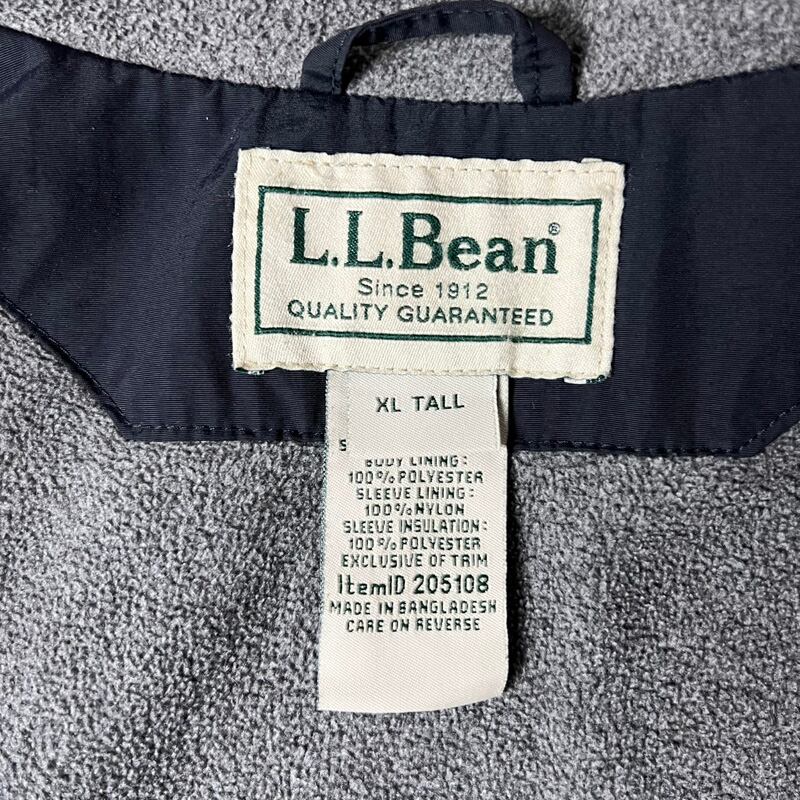 L.L.Bean®
Since 1912
QUALITY GUARANTEED
XL TALL
S
BODY LINING:
100% POLYESTER
SLEEVE LINING:
100% NYLON
SLEEVE INSULATION:
100% POLYESTER
EXCLUSIVE OF TRIM
ItemID 205108
MADE IN BANGLADESH
CARE ON REVERSE